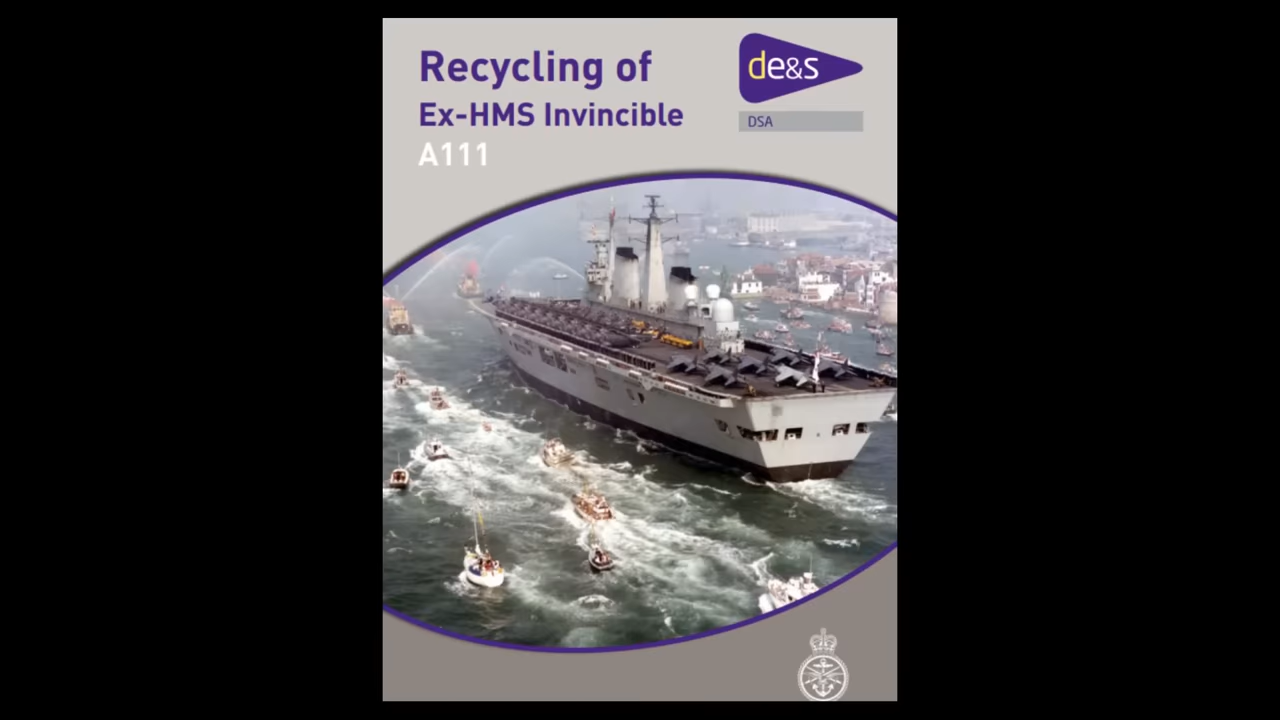 Recycling of
Ex-HMS Invincible
A111
de&s
DSA